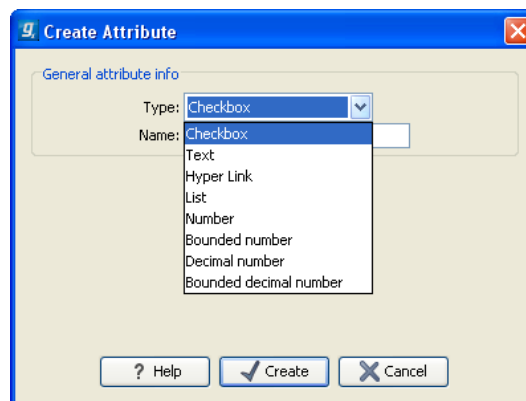 g. Create Attribute
General attribute info
Type: Checkbox
Name: Checkbox
Text
Hyper Link
List
Number
Bounded number
Decimal number
Bounded decimal number
? Help Create Cancel